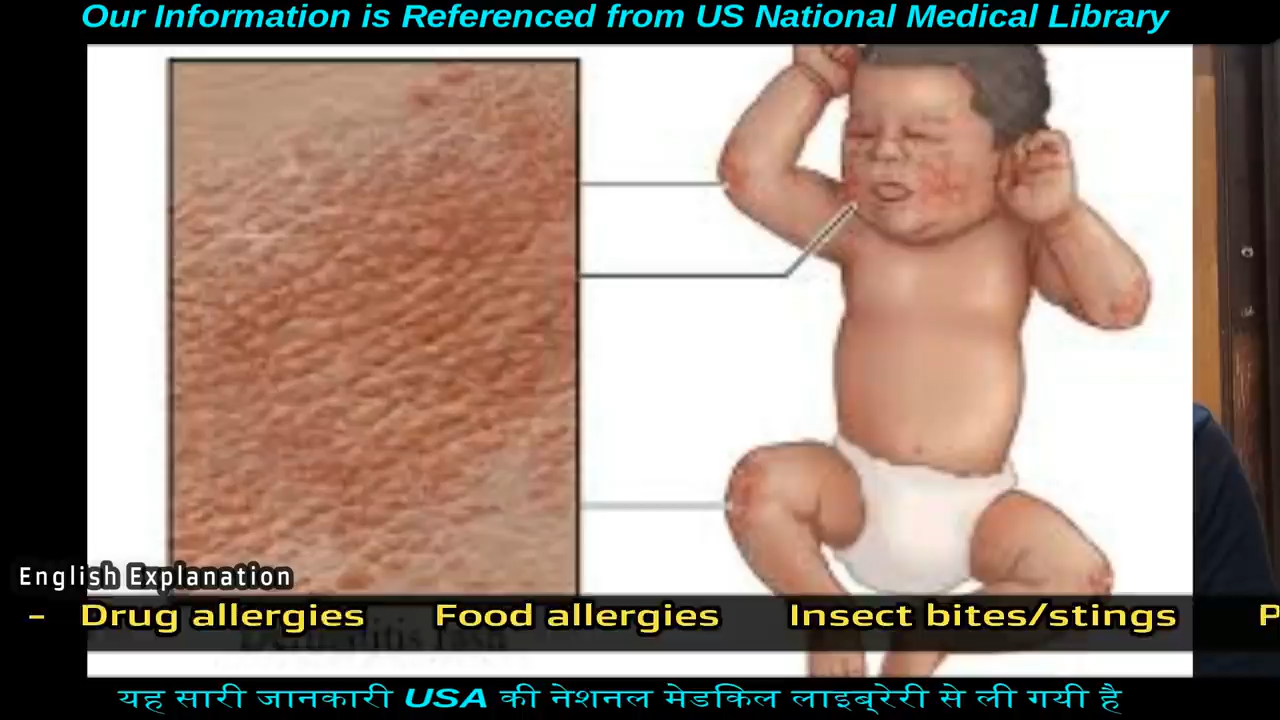 Our Information is Referenced from US National Medical Library
English Explanation
- Drug allergies Food allergies Insect bites/stings P
यह सारी जानकारी USA की नेशनल मेडकिल लाइब्रेरी से ली गयी है